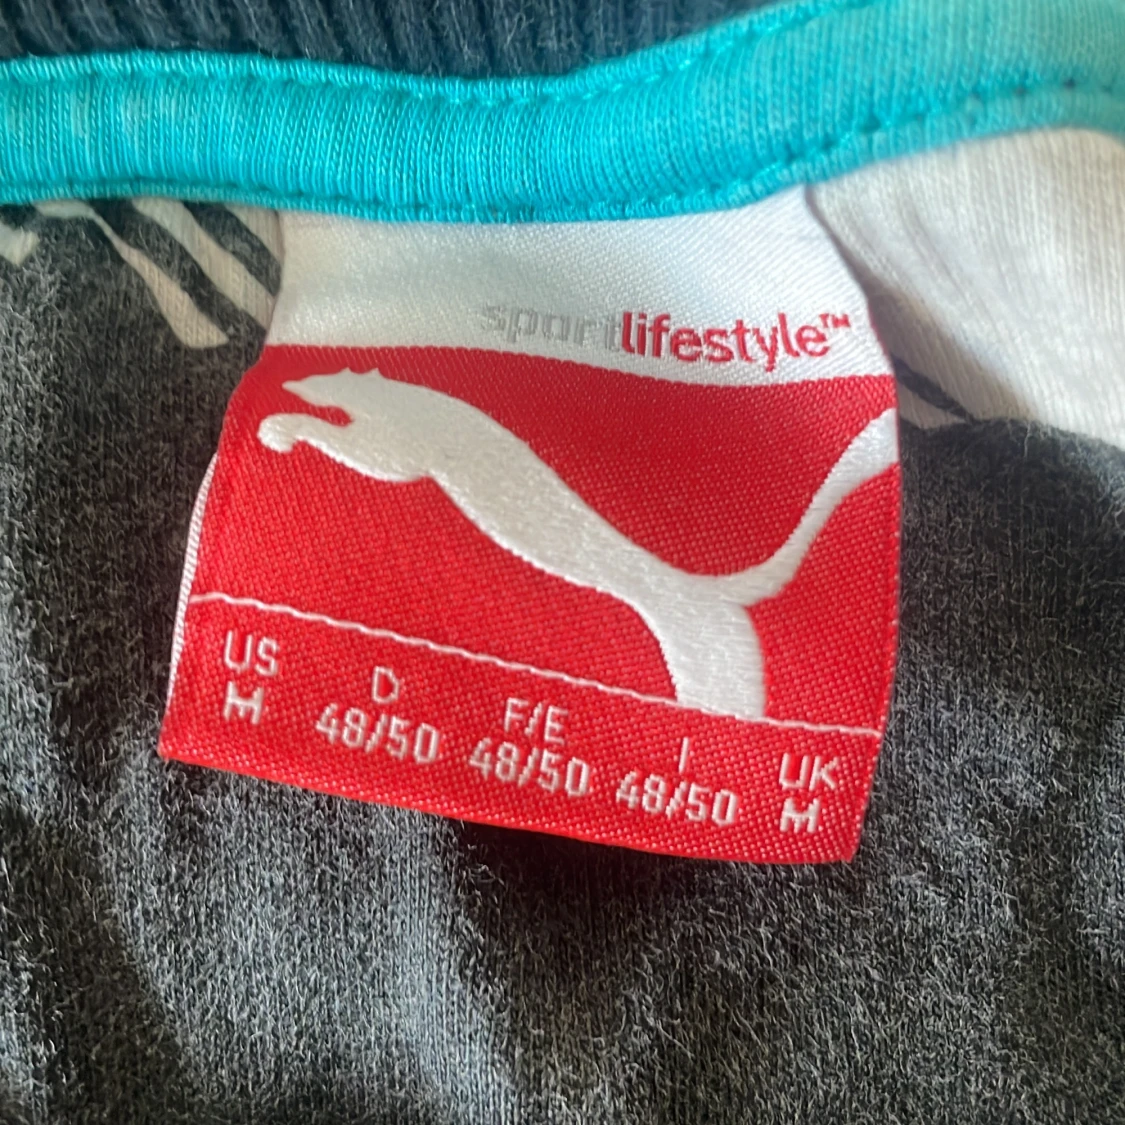 sportlifestyle™
US D F/E I UK
M 48/50 48/50 48/50 M